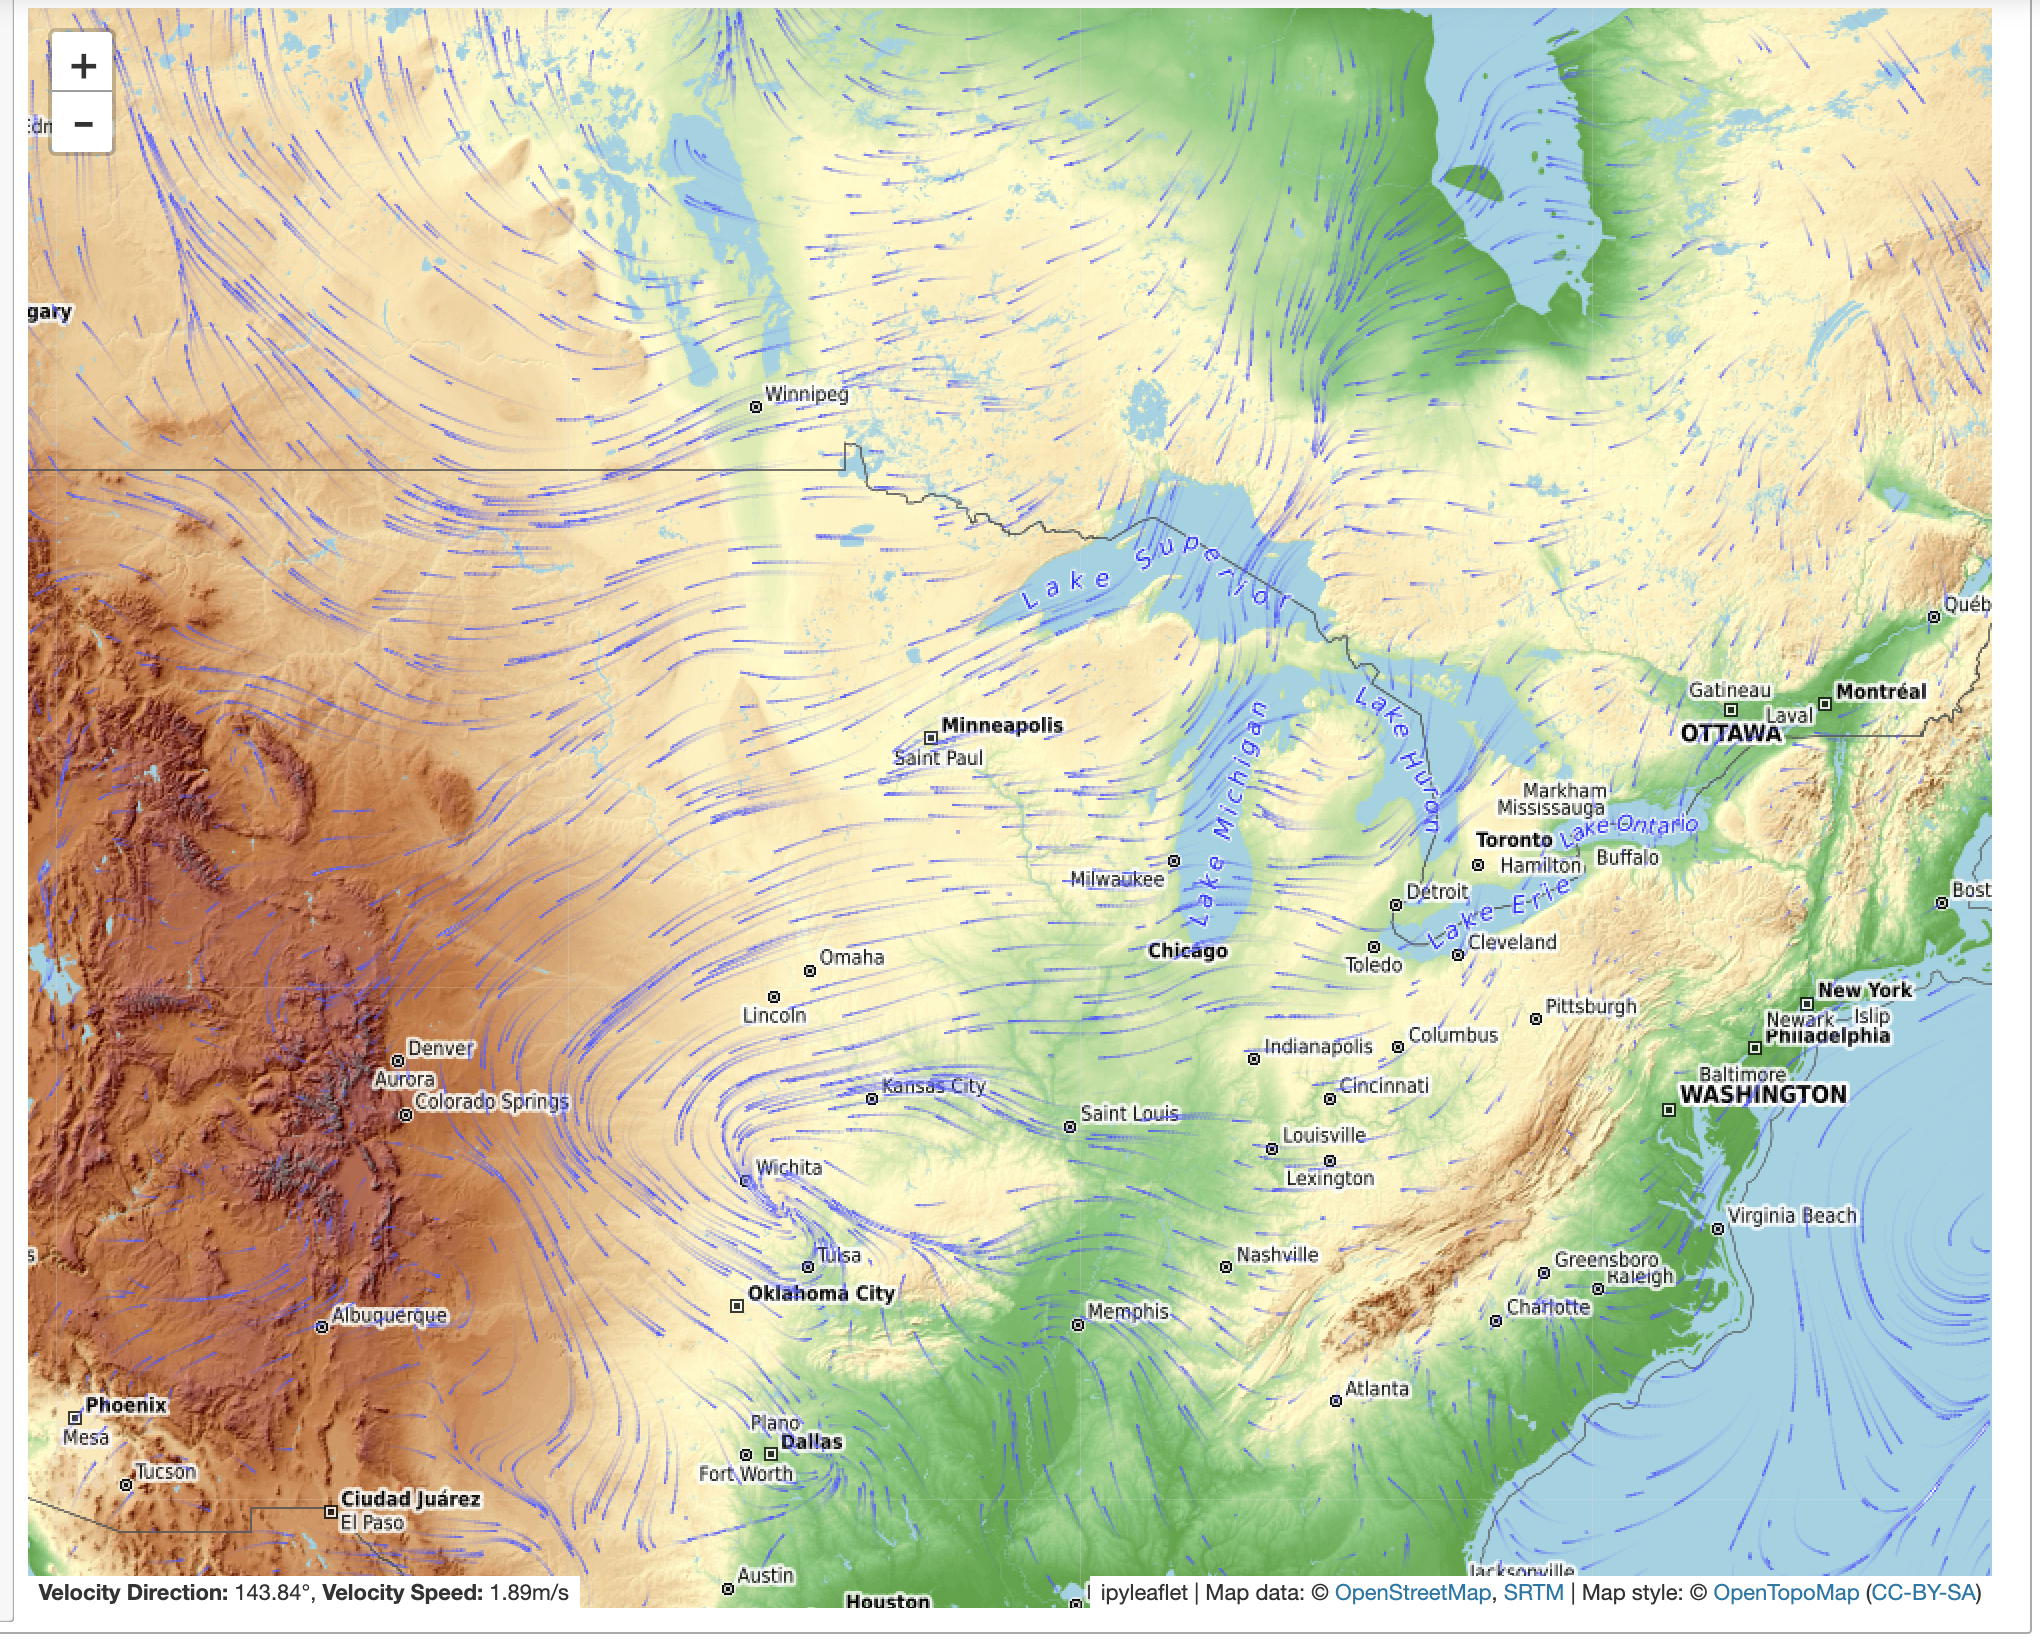 +
−
Edn
gary
Winnipeg
Lake Superior
Québ
Gatineau
Montréal
Laval
OTTAWA
Minneapolis
Saint Paul
Lake Michigan
Lake Huron
Markham
Mississauga
Lake Ontario
Toronto
Hamilton
Buffalo
Milwaukee
Detroit
Lake Erie
Bost
Chicago
Cleveland
Toledo
Omaha
Lincoln
New York
Newark
Islip
Pittsburgh
Philadelphia
Columbus
Indianapolis
Denver
Aurora
Baltimore
WASHINGTON
Kansas City
Cincinnati
Colorado Springs
Saint Louis
Louisville
Lexington
Wichita
Virginia Beach
s
Tulsa
Nashville
Greensboro
Raleigh
Oklahoma City
Albuquerque
Memphis
Charlotte
Phoenix
Mesa
Atlanta
Plano
Dallas
Fort Worth
Tucson
Ciudad Juárez
El Paso
Austin
Jacksonville
Houston
Velocity Direction: 143.84°, Velocity Speed: 1.89m/s
ipyleaflet | Map data: © OpenStreetMap, SRTM | Map style: © OpenTopoMap (CC-BY-SA)